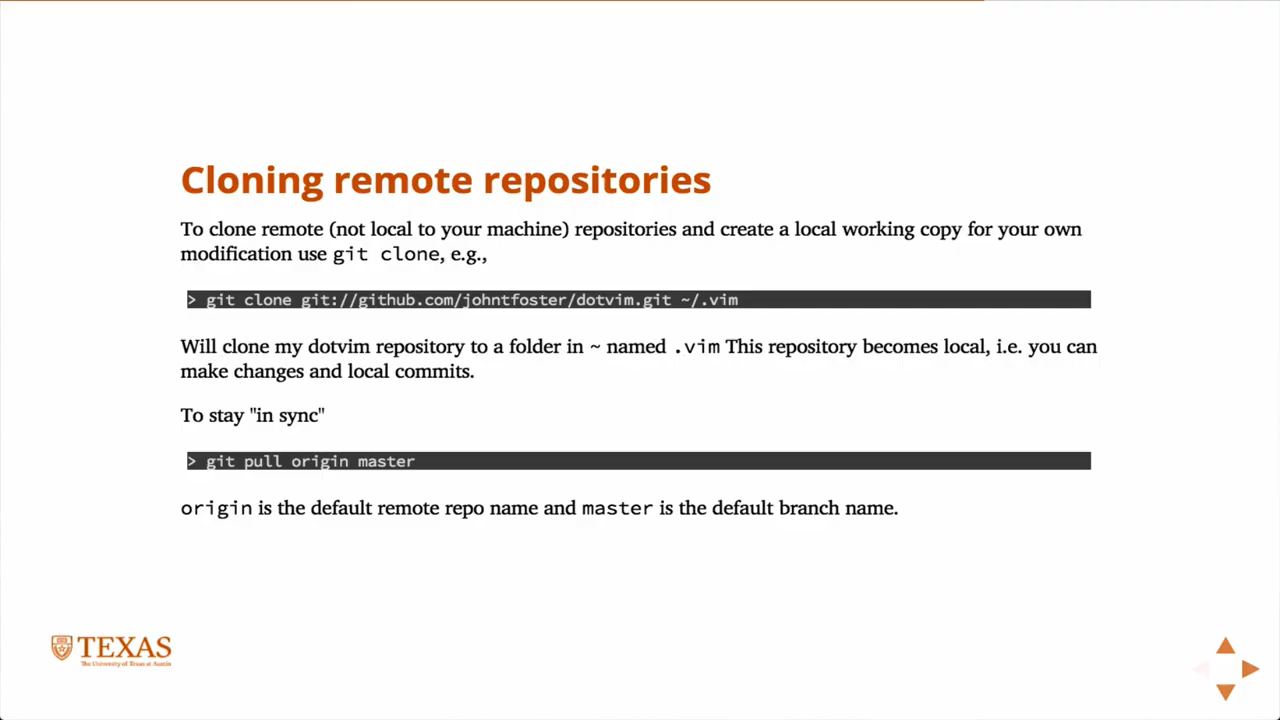 Cloning remote repositories
To clone remote (not local to your machine) repositories and create a local working copy for your own
modification use git clone, e.g.,
> git clone git://github.com/johntfoster/dotvim.git ~/.vim
Will clone my dotvim repository to a folder in ~ named .vim This repository becomes local, i.e. you can
make changes and local commits.
To stay "in sync"
> git pull origin master
origin is the default remote repo name and master is the default branch name.
TEXAS
The University of Texas at Austin